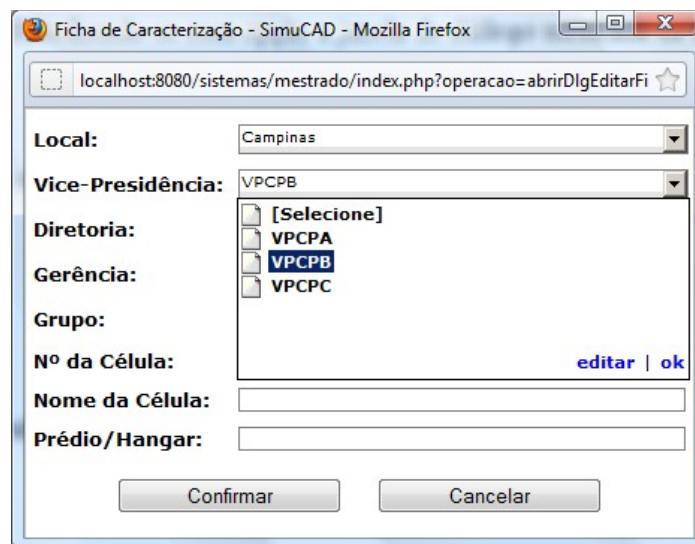 Ficha de Caracterização - SimuCAD - Mozilla Firefox
localhost:8080/sistemas/mestrado/index.php?operacao=abrirDlgEditarFi
Local: Campinas
Vice-Presidência: VPCPB
[Selecione]
Diretoria:
VPCPA
VPCPB
Gerência:
VPCPC
Grupo:
Nº da Célula:
editar | ok
Nome da Célula:
Prédio/Hangar:
Confirmar Cancelar